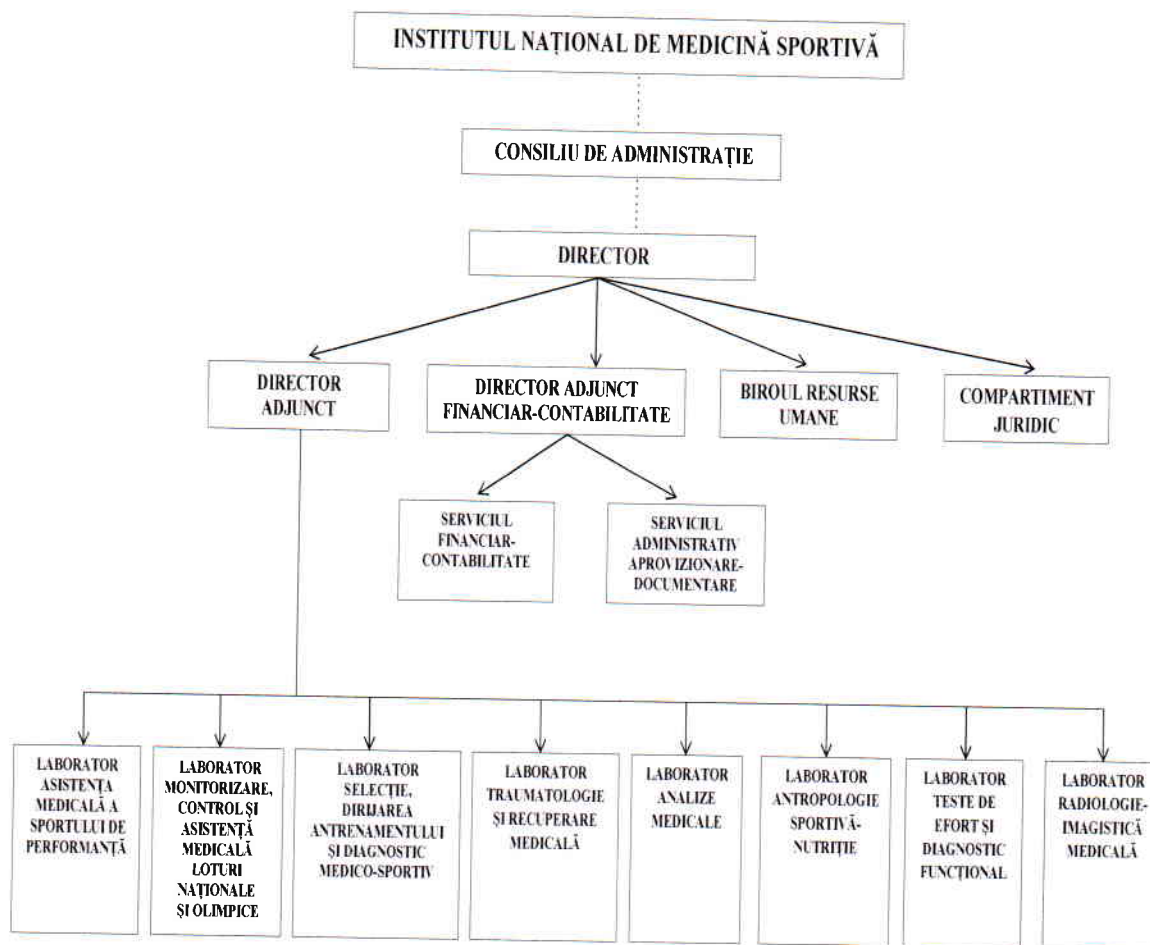 INSTITUTUL NAȚIONAL DE MEDICINĂ SPORTIVĂ
CONSILIU DE ADMINISTRAȚIE
DIRECTOR
DIRECTOR
ADJUNCT
DIRECTOR ADJUNCT
FINANCIAR-CONTABILITATE
BIROUL RESURSE
UMANE
COMPARTIMENT
JURIDIC
SERVICIUL
FINANCIAR-
CONTABILITATE
SERVICIUL
ADMINISTRATIV
APROVIZIONARE-
DOCUMENTARE
LABORATOR
ASISTENȚA
MEDICALĂ A
SPORTULUI DE
PERFORMANȚĂ
LABORATOR
MONITORIZARE,
CONTROL ȘI
ASISTENȚĂ
MEDICALĂ
LOTURI
NAȚIONALE
ȘI OLIMPICE
LABORATOR
SELECȚIE,
DIRIJAREA
ANTRENAMENTULUI
ȘI DIAGNOSTIC
MEDICO-SPORTIV
LABORATOR
TRAUMATOLOGIE
ȘI RECUPERARE
MEDICALĂ
LABORATOR
ANALIZE
MEDICALE
LABORATOR
ANTROPOLOGIE
SPORTIVĂ-
NUTRIȚIE
LABORATOR
TESTE DE
EFORT ȘI
DIAGNOSTIC
FUNCȚIONAL
LABORATOR
RADIOLOGIE-
IMAGISTICĂ
MEDICALĂ